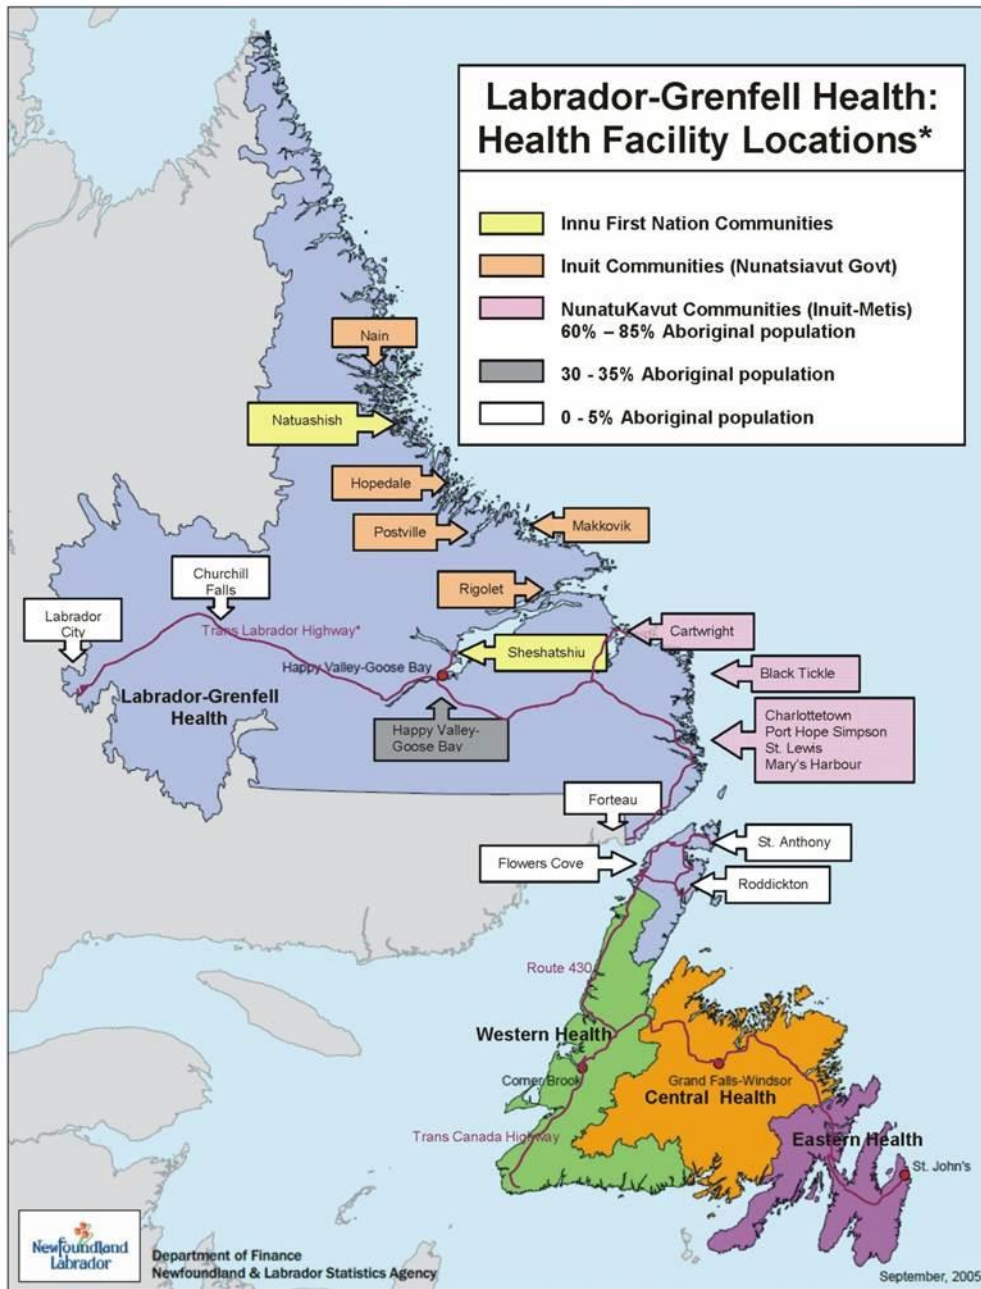 Labrador-Grenfell Health:
Health Facility Locations*
Innu First Nation Communities
Inuit Communities (Nunatsiavut Govt)
NunatuKavut Communities (Inuit-Metis)
60% – 85% Aboriginal population
30 - 35% Aboriginal population
0 - 5% Aboriginal population
Nain
Natuashish
Hopedale
Postville
Makkovik
Churchill
Falls
Rigolet
Labrador
City
Trans Labrador Highway*
Cartwright
Sheshatshiu
Happy Valley-Goose Bay
Black Tickle
Labrador-Grenfell
Health
Happy Valley-
Goose Bay
Charlottetown
Port Hope Simpson
St. Lewis
Mary's Harbour
Forteau
St. Anthony
Flowers Cove
Roddickton
Route 430
Western Health
Corner Brook
Grand Falls-Windsor
Central Health
Trans Canada Highway
Eastern Health
St. John's
Newfoundland
Labrador
Department of Finance
Newfoundland & Labrador Statistics Agency
September, 2005